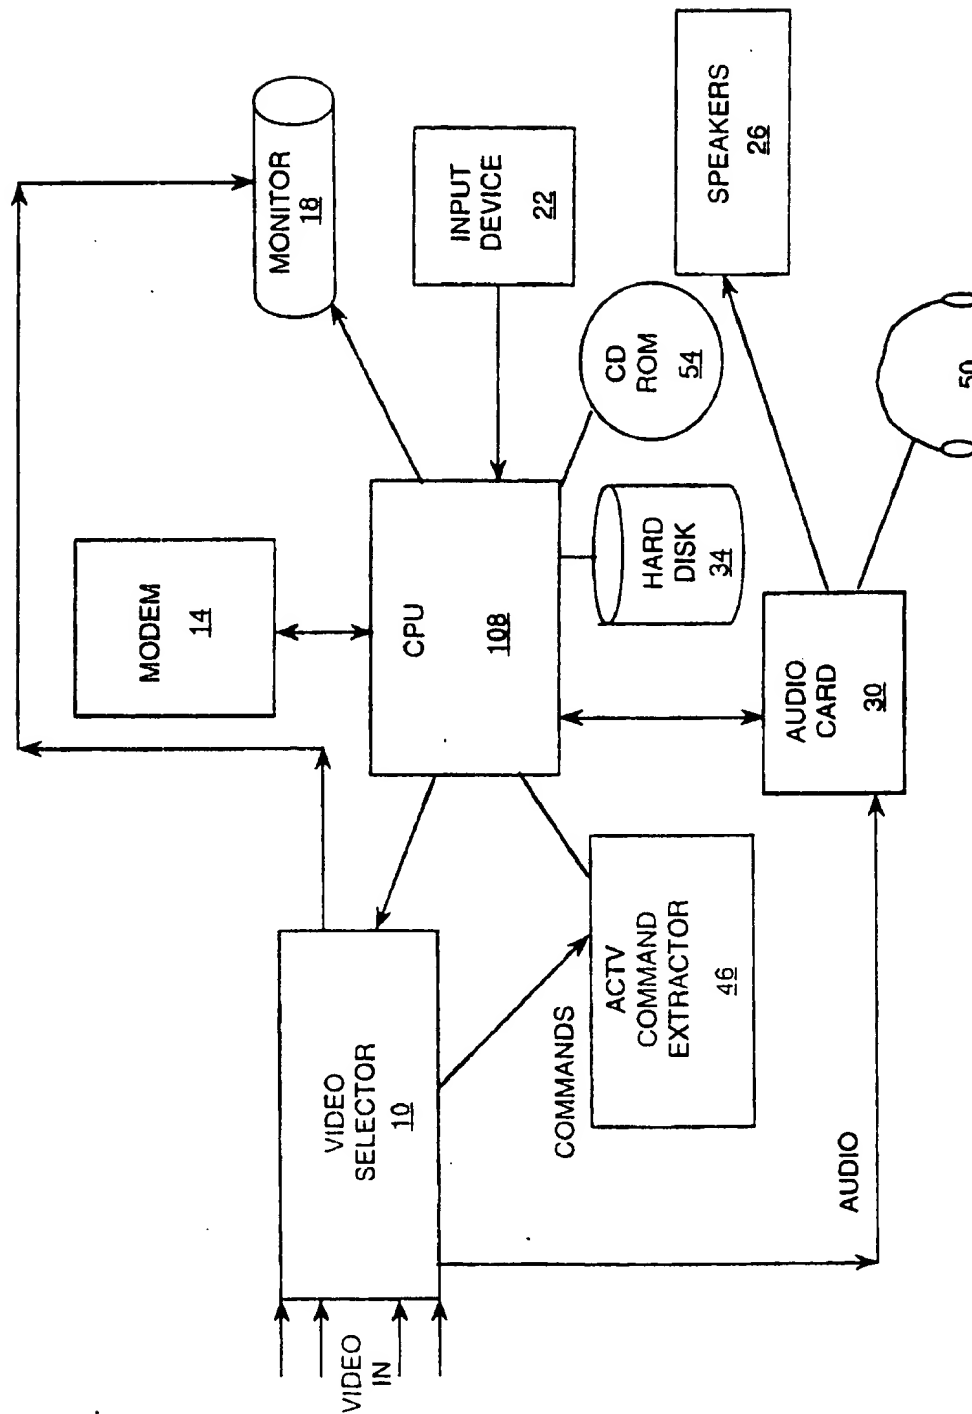 VIDEO
IN
VIDEO
SELECTOR
10
MODEM
14
MONITOR
18
CPU
108
INPUT
DEVICE
22
CD
ROM
54
HARD
DISK
34
SPEAKERS
26
COMMANDS
ACTV
COMMAND
EXTRACTOR
46
AUDIO
AUDIO
CARD
30
50